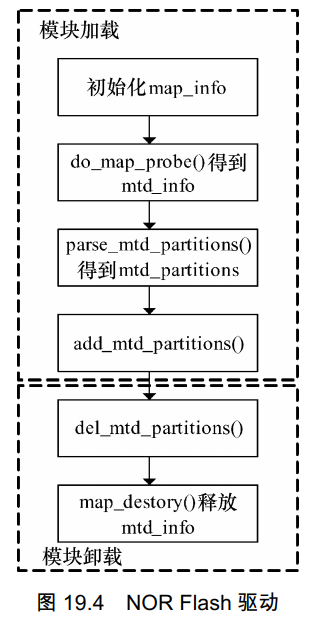 模块加载
初始化map_info
do_map_probe()得到
mtd_info
parse_mtd_partitions()
得到mtd_partitions
add_mtd_partitions()
del_mtd_partitions()
map_destory()释放
mtd_info
模块卸载
图 19.4 NOR Flash 驱动